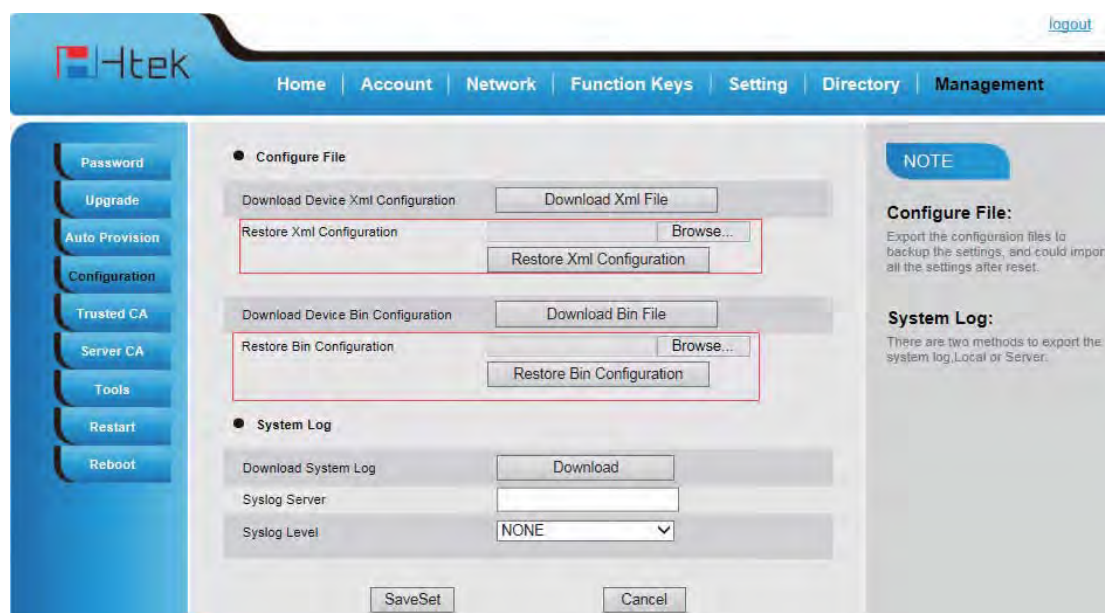 logout
Htek
Home | Account | Network | Function Keys | Setting | Directory | Management
Password
Upgrade
Auto Provision
Configuration
Trusted CA
Server CA
Tools
Restart
Reboot
Configure File
Download Device Xml Configuration Download Xml File
Restore Xml Configuration Browse...
Restore Xml Configuration
Download Device Bin Configuration Download Bin File
Restore Bin Configuration Browse...
Restore Bin Configuration
System Log
Download System Log Download
Syslog Server
Syslog Level NONE
SaveSet Cancel
NOTE
Configure File:
Export the configuraion files to
backup the settings, and could impor
all the settings after reset.
System Log:
There are two methods to export the
system log,Local or Server.